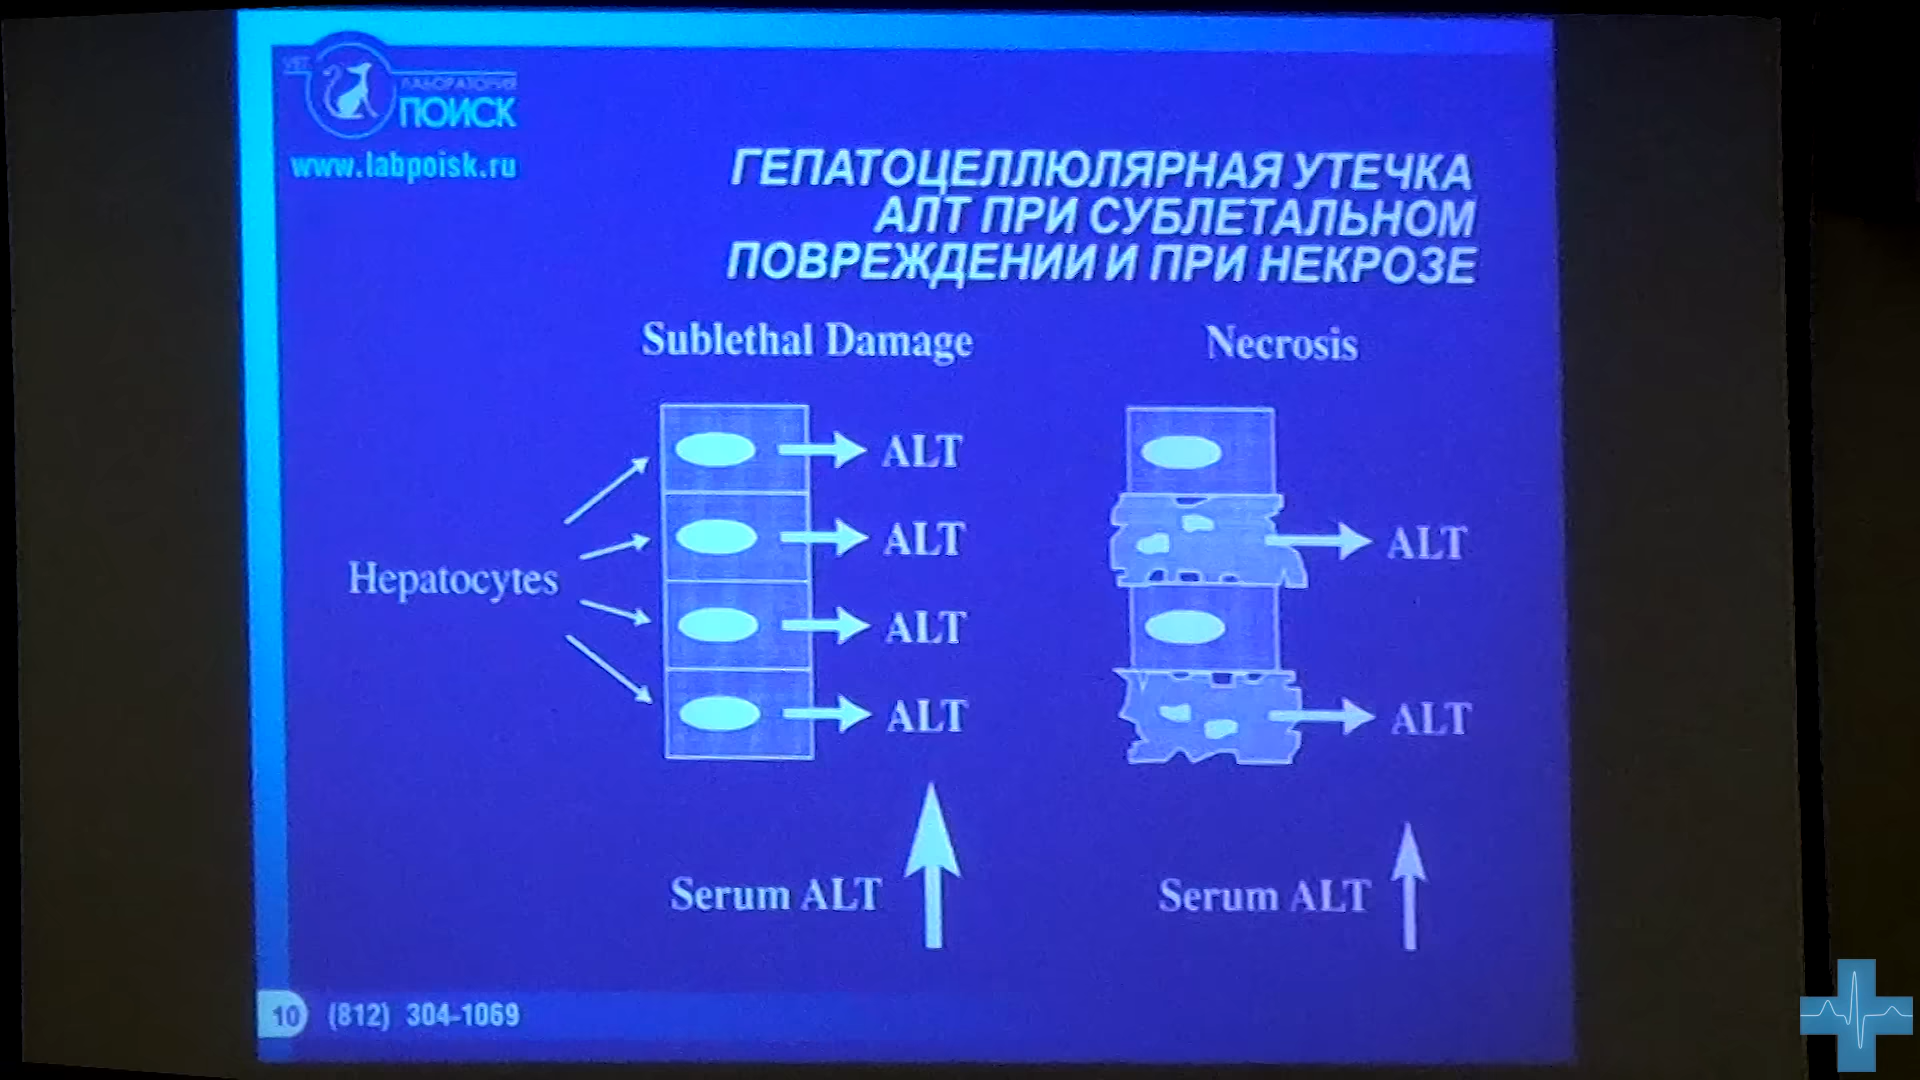 VET
ЛАБОРАТОРИЯ
ПОИСК
www.labpoisk.ru
ГЕПАТОЦЕЛЛЮЛЯРНАЯ УТЕЧКА
АЛТ ПРИ СУБЛЕТАЛЬНОМ
ПОВРЕЖДЕНИИ И ПРИ НЕКРОЗЕ
Sublethal Damage
Necrosis
Hepatocytes
ALT
ALT
ALT
ALT
ALT
ALT
Serum ALT
Serum ALT
10 (812) 304-1069